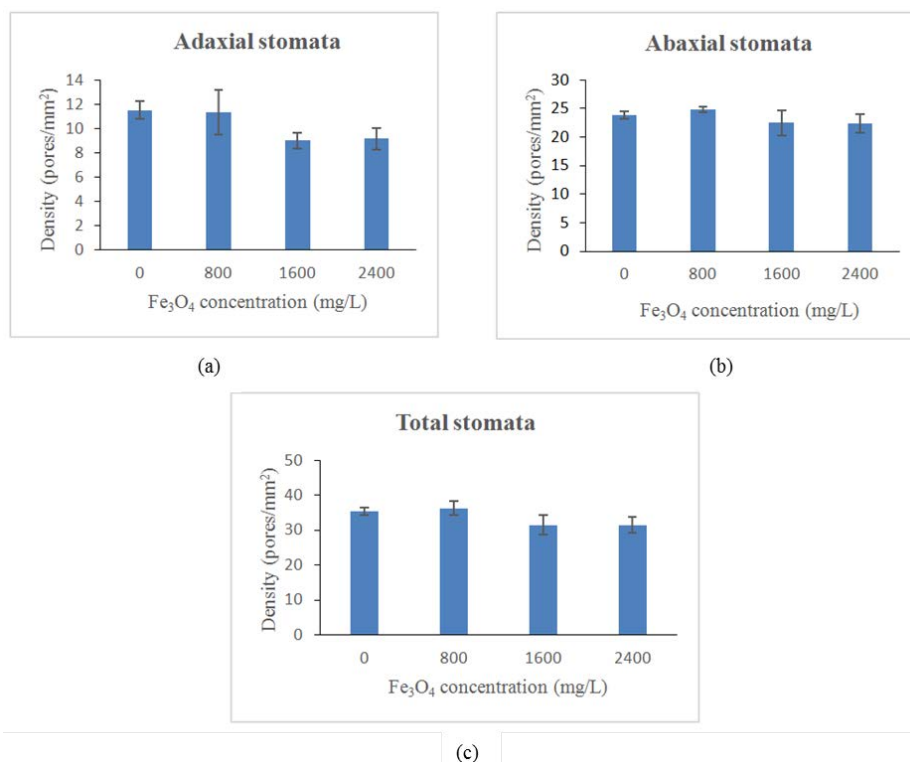 Adaxial stomata
Density (pores/mm²)
14
12
10
8
6
4
2
0
0 800 1600 2400
Fe₃O₄ concentration (mg/L)
(a)
Abaxial stomata
Density (pores/mm²)
30
25
20
15
10
5
0
0 800 1600 2400
Fe₃O₄ concentration (mg/L)
(b)
Total stomata
Density (pores/mm²)
50
40
30
20
10
0
0 800 1600 2400
Fe₃O₄ concentration (mg/L)
(c)